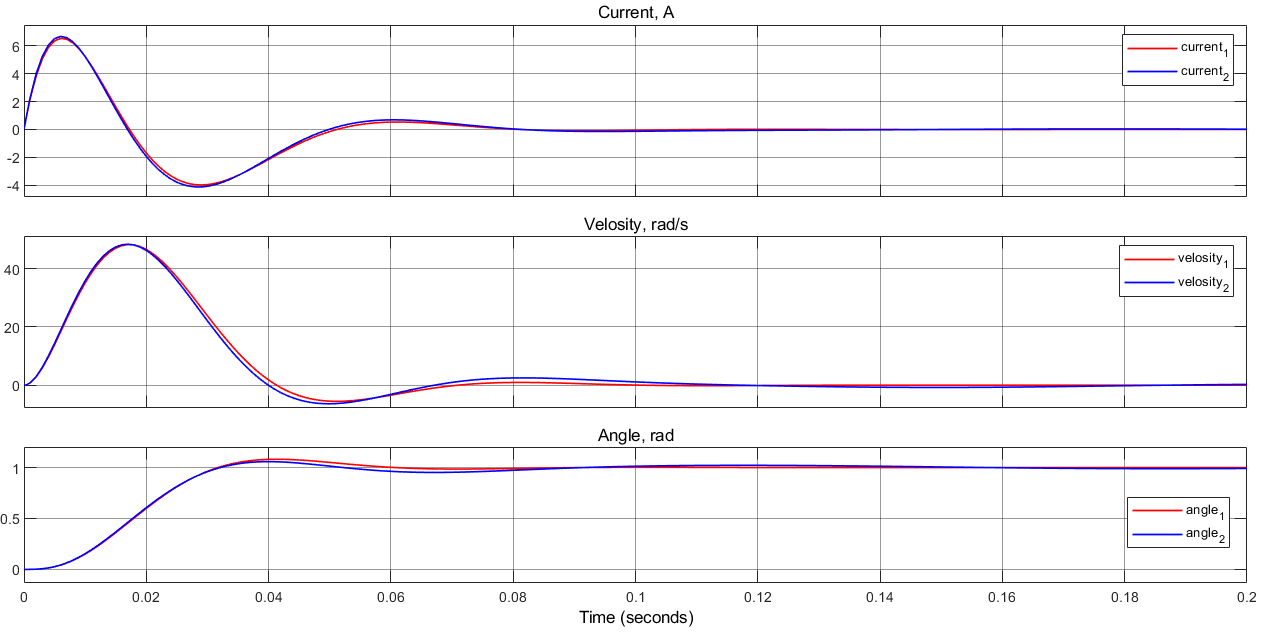 Current, A
6
4
2
0
-2
-4
current1
current2
Velosity, rad/s
40
20
0
velosity1
velosity2
Angle, rad
1
0.5
0
angle1
angle2
0 0.02 0.04 0.06 0.08 0.1 0.12 0.14 0.16 0.18 0.2
Time (seconds)